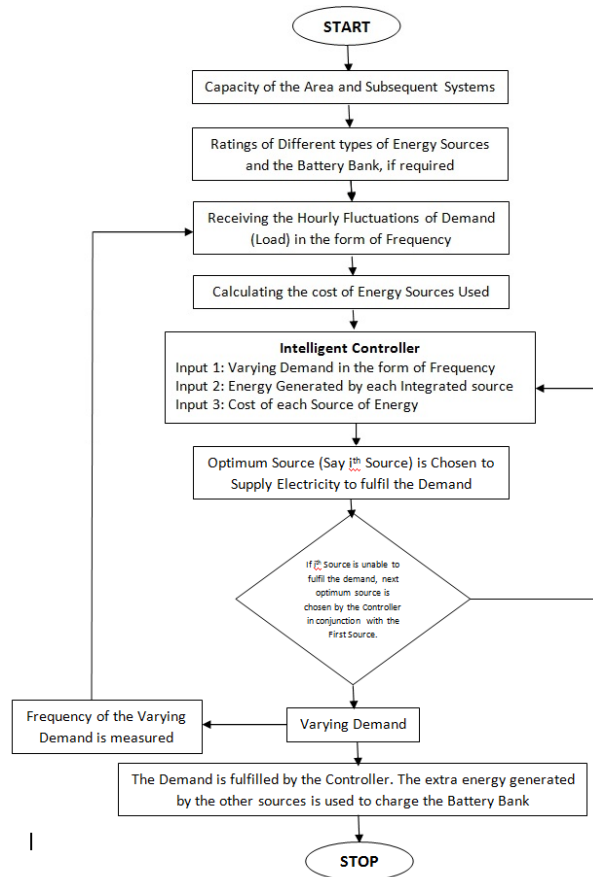 START
Capacity of the Area and Subsequent Systems
Ratings of Different types of Energy Sources
and the Battery Bank, if required
Receiving the Hourly Fluctuations of Demand
(Load) in the form of Frequency
Calculating the cost of Energy Sources Used
Intelligent Controller
Input 1: Varying Demand in the form of Frequency
Input 2: Energy Generated by each Integrated source
Input 3: Cost of each Source of Energy
Optimum Source (Say iᵗʰ Source) is Chosen to
Supply Electricity to fulfil the Demand
If iᵗʰ Source is unable to
fulfil the demand, next
optimum source is
chosen by the Controller
in conjunction with the
First Source.
Varying Demand
Frequency of the Varying
Demand is measured
The Demand is fulfilled by the Controller. The extra energy generated
by the other sources is used to charge the Battery Bank
STOP